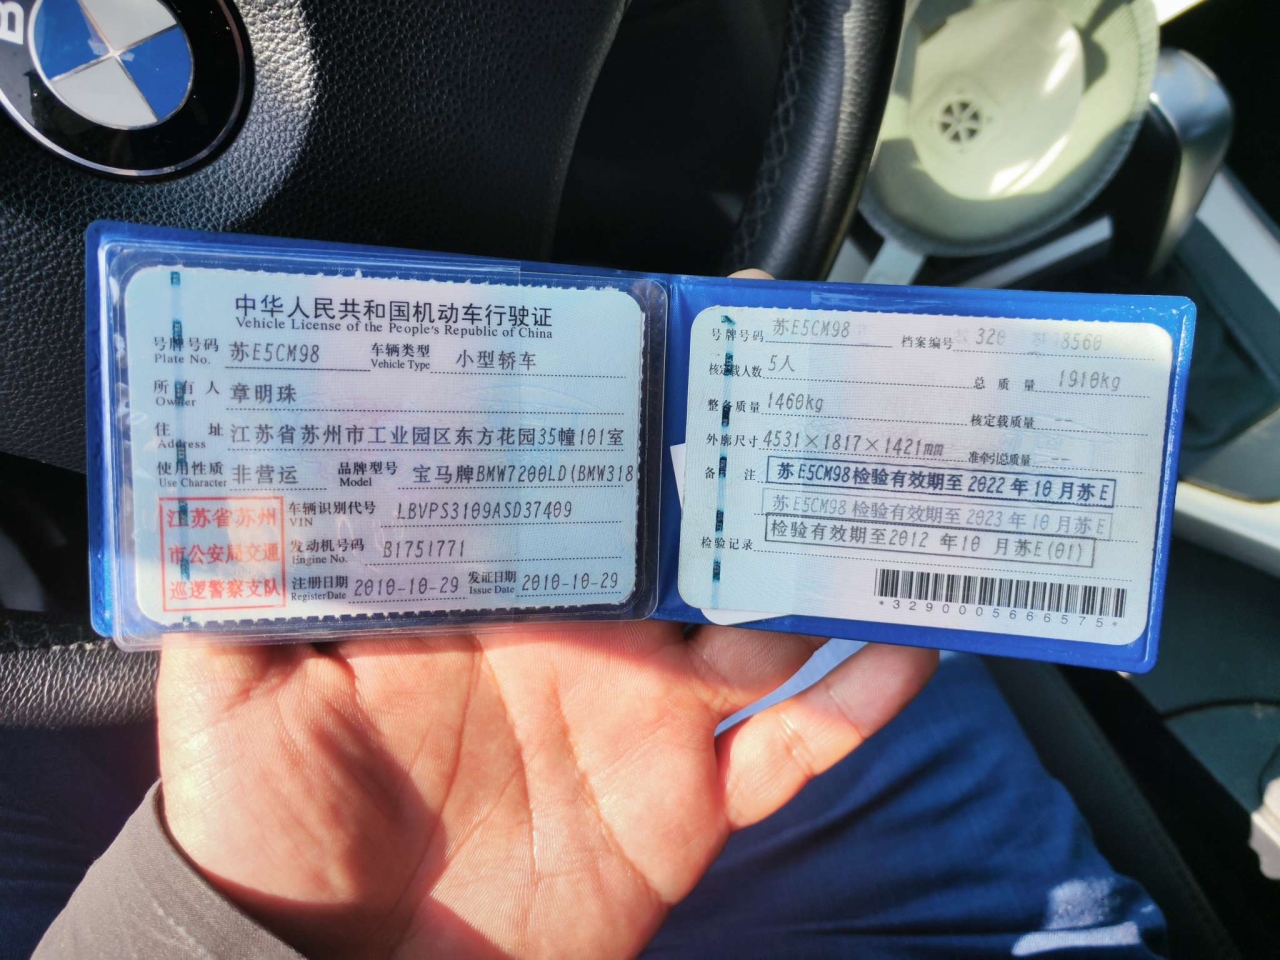 B
中华人民共和国机动车行驶证
Vehicle License of the People's Republic of China
号牌号码 苏E5CM98 车辆类型 小型轿车
Plate No. Vehicle Type
所有人 章明珠
Owner
住址 江苏省苏州市工业园区东方花园35幢101室
Address
使用性质 非营运 品牌型号 宝马牌BMW7200LD(BMW318
Use Character Model
江苏省苏州
市公安局交通
巡逻警察支队
车辆识别代号 LBVPS3109ASD37409
VIN
发动机号码 B1751771
Engine No.
注册日期 2010-10-29 发证日期 2010-10-29
Register Date Issue Date
号牌号码 苏E5CM98 档案编号 320 8560
核定载人数 5人 总质量 1910kg
整备质量 1460kg 核定载质量 --
外廓尺寸 4531×1817×1421mm 准牵引总质量 --
备注 苏E5CM98检验有效期至2022年10月苏E
苏E5CM98检验有效期至2023年10月苏E
检验记录 检验有效期至2012年10月苏E(01)
*3290005666575*